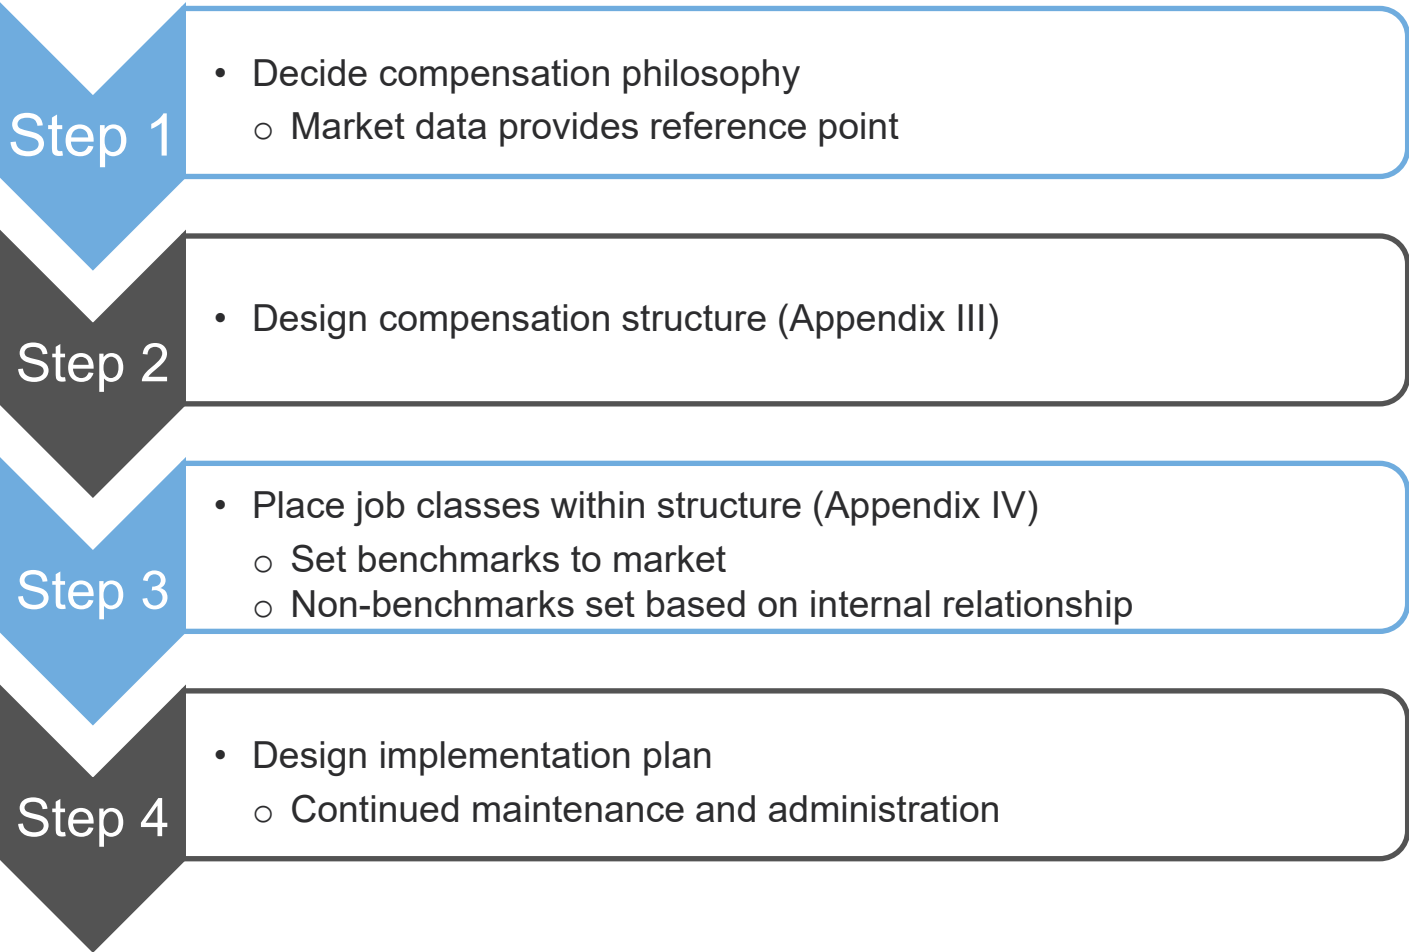 Step 1
• Decide compensation philosophy
o Market data provides reference point
Step 2
• Design compensation structure (Appendix III)
Step 3
• Place job classes within structure (Appendix IV)
o Set benchmarks to market
o Non-benchmarks set based on internal relationship
Step 4
• Design implementation plan
o Continued maintenance and administration